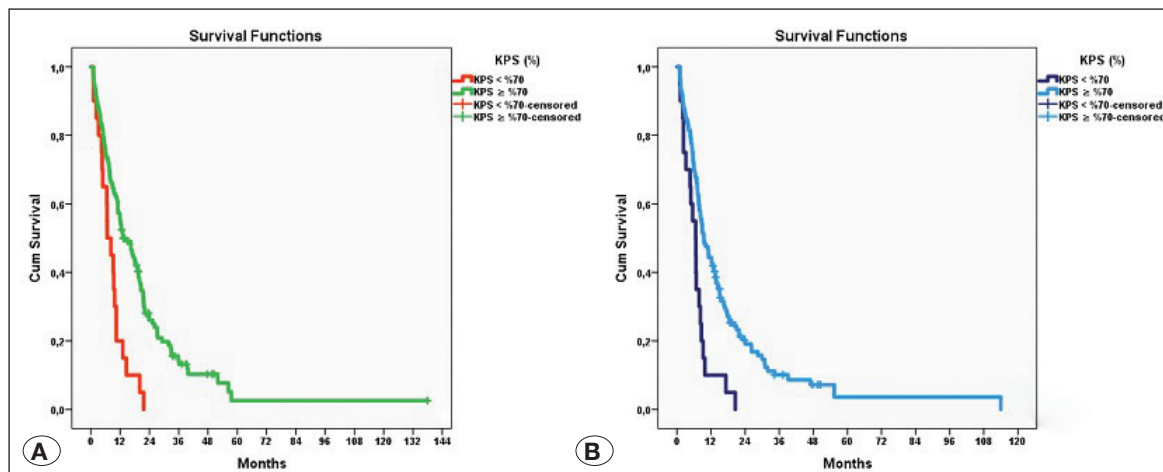 Survival Functions
KPS (%)
KPS < %70
KPS ≥ %70
KPS < %70-censored
KPS ≥ %70-censored
Cum Survival
1,0
0,8
0,6
0,4
0,2
0,0
0 12 24 36 48 60 72 84 96 108 120 132 144
Months
A
Survival Functions
KPS (%)
KPS < %70
KPS ≥ %70
KPS < %70-censored
KPS ≥ %70-censored
Cum Survival
1,0
0,8
0,6
0,4
0,2
0,0
0 12 24 36 48 60 72 84 96 108 120
Months
B